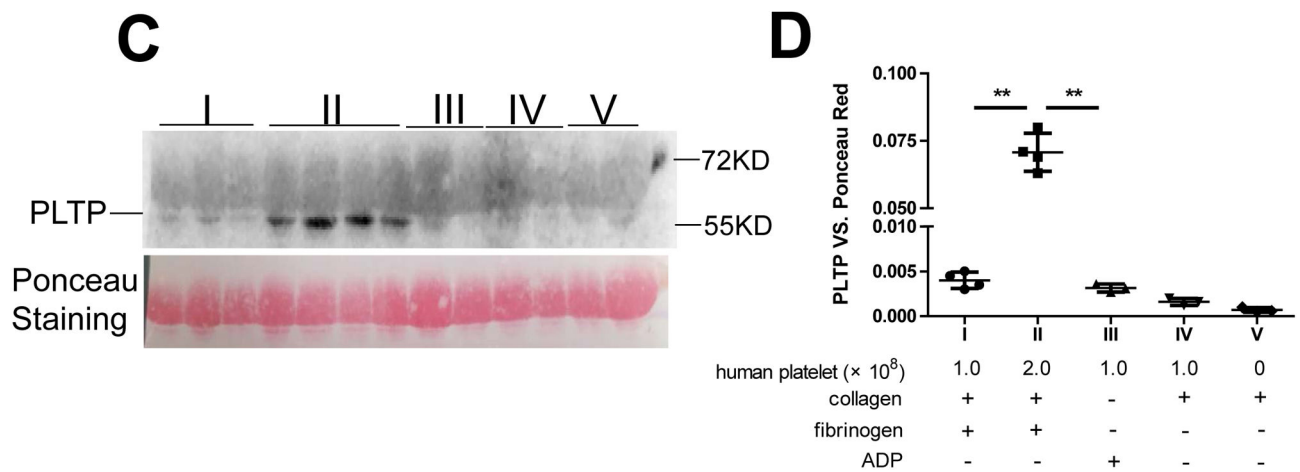 C
I II III IV V
72KD
PLTP
55KD
Ponceau
Staining
D
PLTP VS. Ponceau Red
0.100
0.075
0.050
0.010
0.005
0.000
** **
I II III IV V
human platelet (× 10⁸) 1.0 2.0 1.0 1.0 0
collagen + + - + +
fibrinogen + + - - -
ADP - - + - -